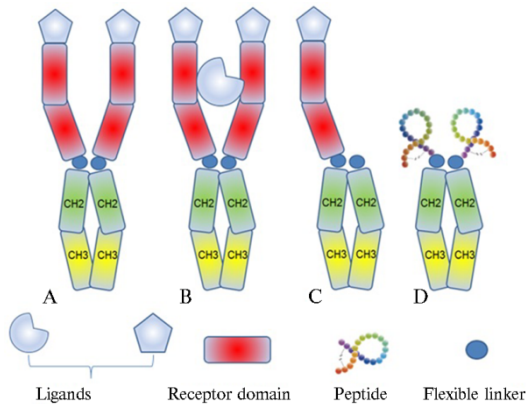 CH2 CH2 CH2 CH2 CH2 CH2 CH2 CH2
CH3 CH3 CH3 CH3 CH3 CH3 CH3 CH3
A B C D
Ligands Receptor domain Peptide Flexible linker